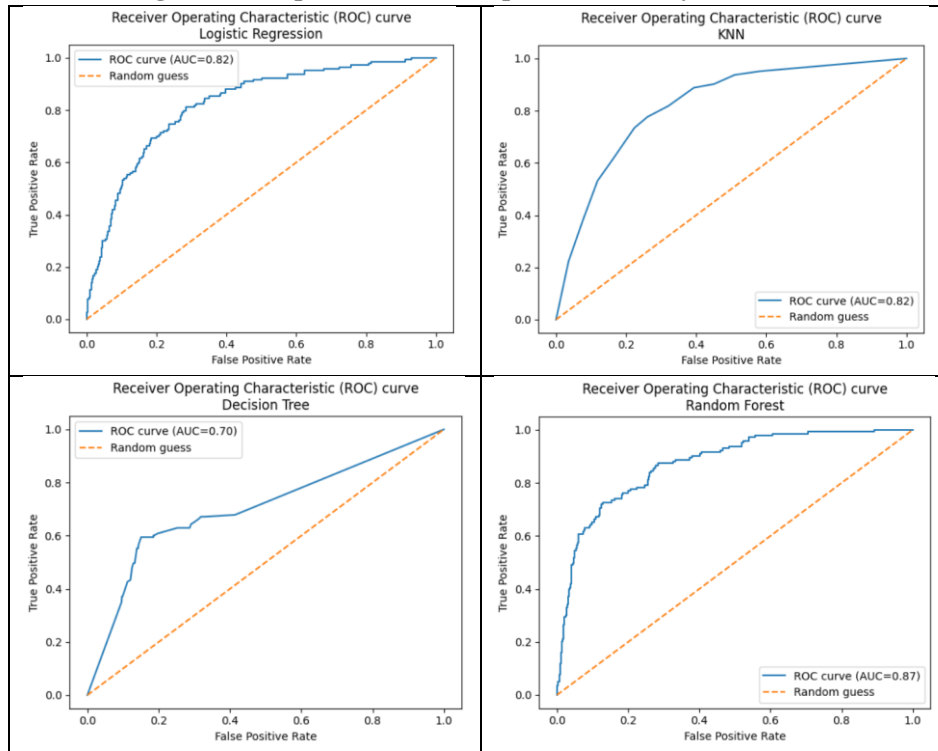 Receiver Operating Characteristic (ROC) curve
Logistic Regression
ROC curve (AUC=0.82)
Random guess
1.0
0.8
0.6
0.4
0.2
0.0
True Positive Rate
0.0 0.2 0.4 0.6 0.8 1.0
False Positive Rate
Receiver Operating Characteristic (ROC) curve
KNN
1.0
0.8
0.6
0.4
0.2
0.0
True Positive Rate
ROC curve (AUC=0.82)
Random guess
0.0 0.2 0.4 0.6 0.8 1.0
False Positive Rate
Receiver Operating Characteristic (ROC) curve
Decision Tree
ROC curve (AUC=0.70)
Random guess
1.0
0.8
0.6
0.4
0.2
0.0
True Positive Rate
0.0 0.2 0.4 0.6 0.8 1.0
False Positive Rate
Receiver Operating Characteristic (ROC) curve
Random Forest
1.0
0.8
0.6
0.4
0.2
0.0
True Positive Rate
ROC curve (AUC=0.87)
Random guess
0.0 0.2 0.4 0.6 0.8 1.0
False Positive Rate